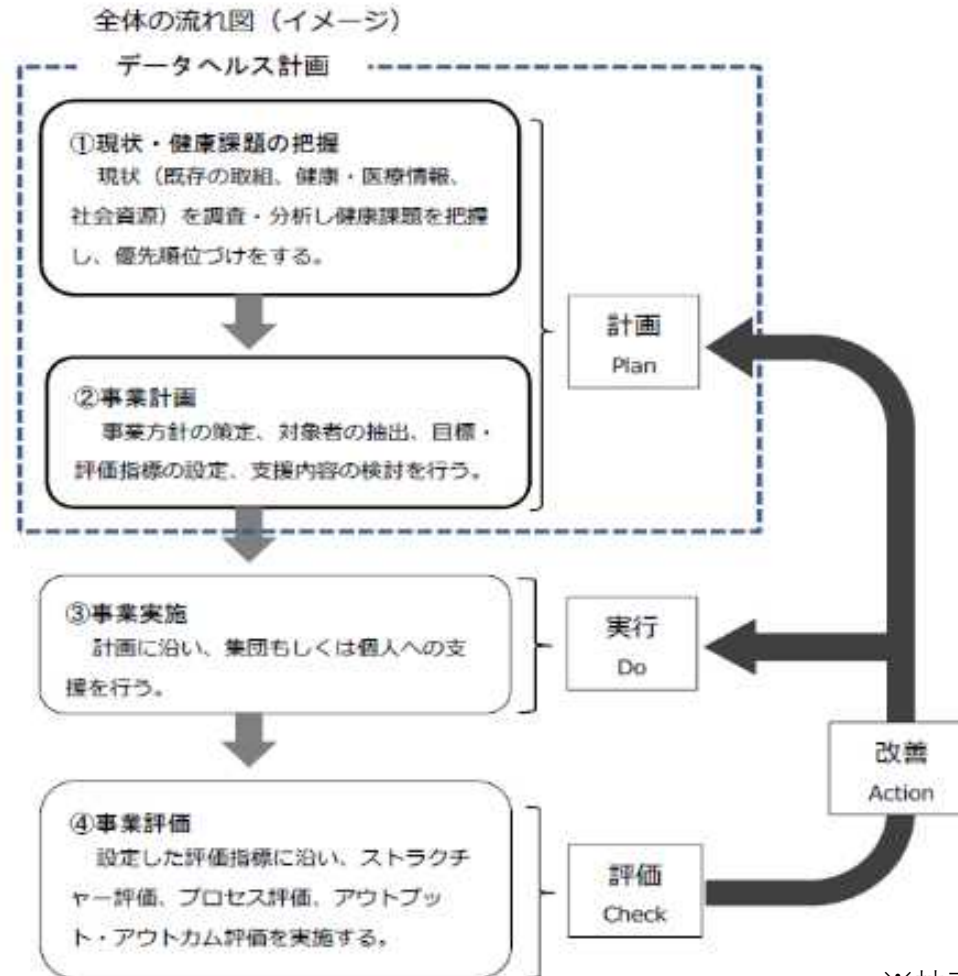 全体の流れ図（イメージ）
データヘルス計画
①現状・健康課題の把握
現状（既存の取組、健康・医療情報、
社会資源）を調査・分析し健康課題を把握
し、優先順位づけをする。
計画
Plan
②事業計画
事業方針の策定、対象者の抽出、目標・
評価指標の設定、支援内容の検討を行う。
③事業実施
計画に沿い、集団もしくは個人への支
援を行う。
実行
Do
改善
Action
④事業評価
設定した評価指標に沿い、ストラクチ
ャー評価、プロセス評価、アウトプッ
ト・アウトカム評価を実施する。
評価
Check